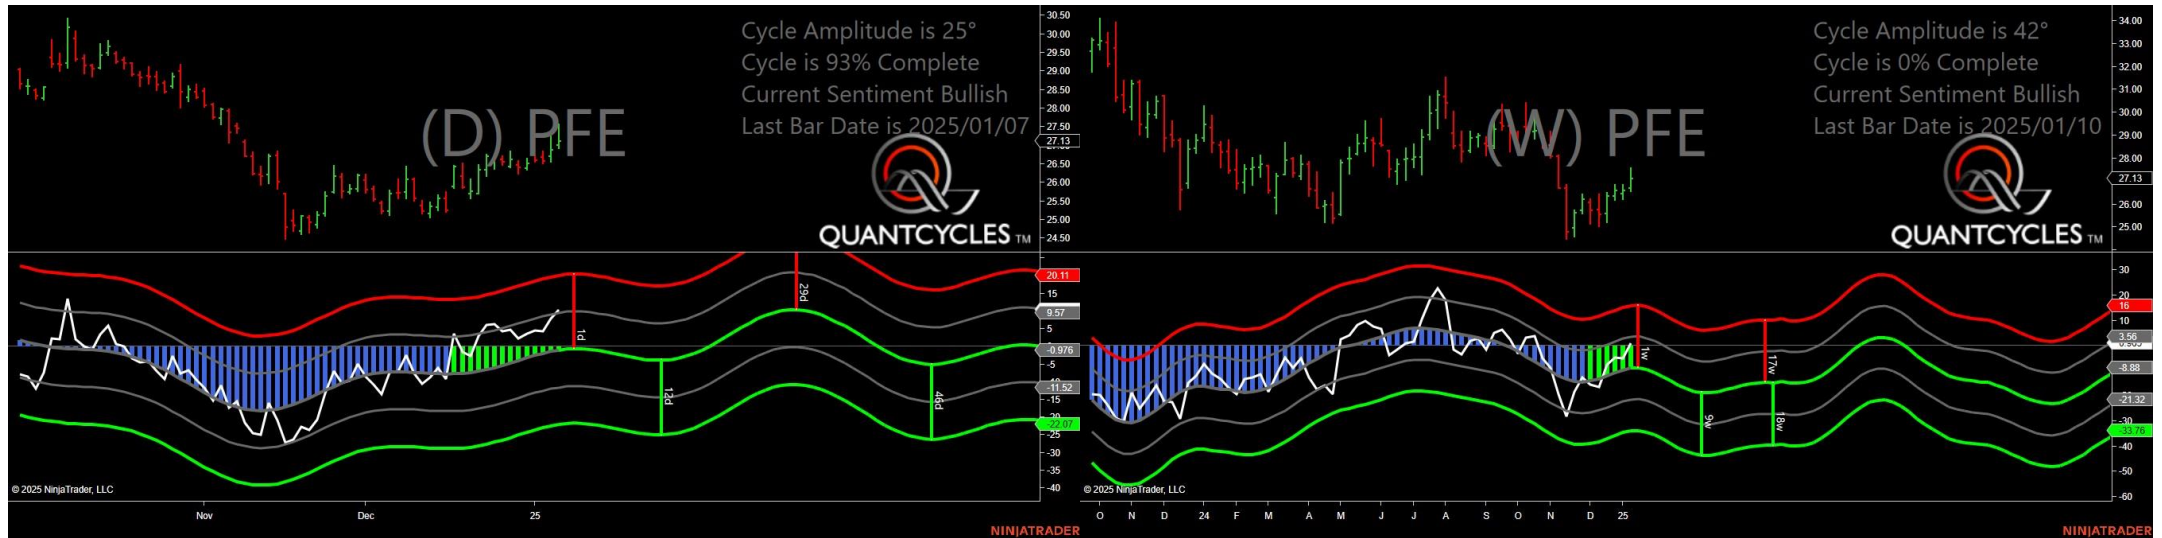 Cycle Amplitude is 25°
Cycle is 93% Complete
Current Sentiment Bullish
Last Bar Date is 2025/01/07
(D) PFE
QUANTCYCLES TM
30.50
30.00
29.50
29.00
28.50
28.00
27.50
27.13
26.50
26.00
25.50
25.00
24.50
20.11
15
9.57
5
-0.976
-5
-11.52
-15
-20
-22.07
-25
-30
-35
-40
1d
12d
29d
46d
© 2025 NinjaTrader, LLC
Nov
Dec
25
NINJATRADER
Cycle Amplitude is 42°
Cycle is 0% Complete
Current Sentiment Bullish
Last Bar Date is 2025/01/10
(W) PFE
QUANTCYCLES TM
34.00
33.00
32.00
31.00
30.00
29.00
28.00
27.13
26.00
25.00
30
20
16
10
3.56
-8.88
-21.32
-30
-33.76
-40
-50
-60
1w
9w
17w
18w
© 2025 NinjaTrader, LLC
O N D 24 F M A M J J A S O N D 25
NINJATRADER